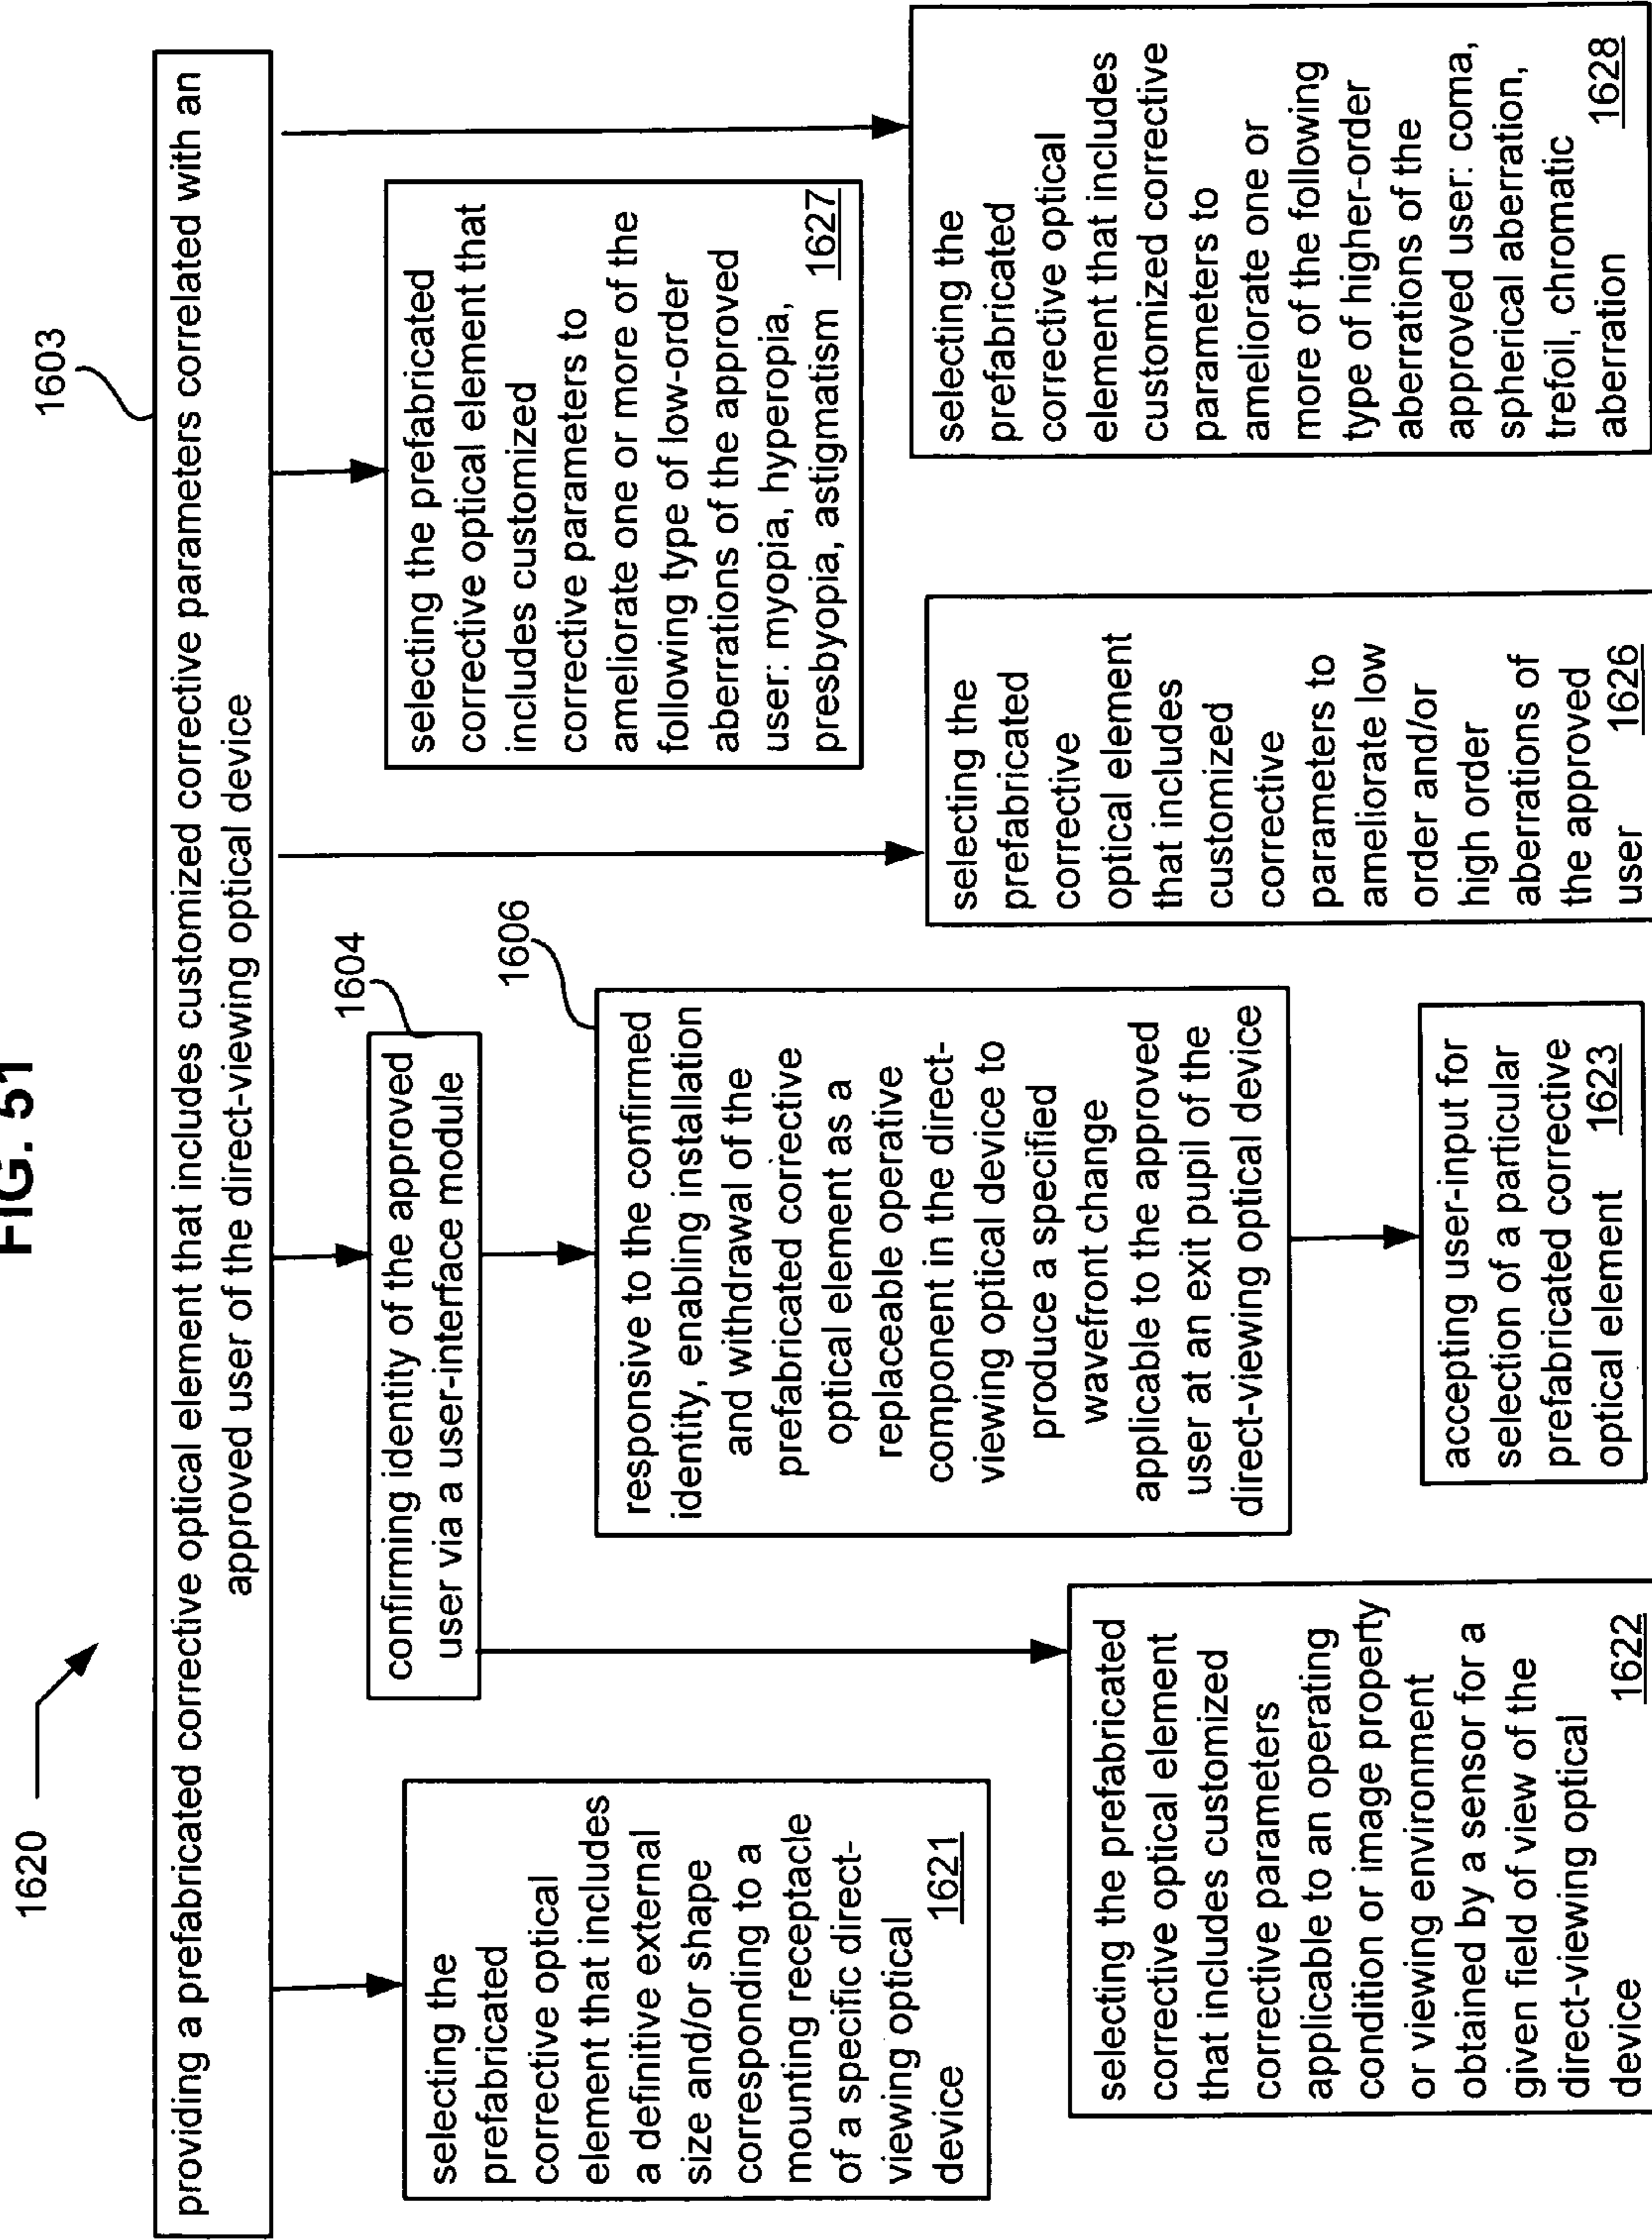 FIG. 51
1620
1603
providing a prefabricated corrective optical element that includes customized corrective parameters correlated with an
approved user of the direct-viewing optical device
1604
confirming identity of the approved
user via a user-interface module
1606
responsive to the confirmed
identity, enabling installation
and withdrawal of the
prefabricated corrective
optical element as a
replaceable operative
component in the direct-
viewing optical device to
produce a specified
wavefront change
applicable to the approved
user at an exit pupil of the
direct-viewing optical device
selecting the
prefabricated
corrective optical
element that includes
a definitive external
size and/or shape
corresponding to a
mounting receptacle
of a specific direct-
viewing optical
device 1621
selecting the prefabricated
corrective optical element
that includes customized
corrective parameters
applicable to an operating
condition or image property
or viewing environment
obtained by a sensor for a
given field of view of the
direct-viewing optical
device 1622
accepting user-input for
selection of a particular
prefabricated corrective
optical element 1623
selecting the
prefabricated
corrective
optical element
that includes
customized
corrective
parameters to
ameliorate low
order and/or
high order
aberrations of
the approved
user 1626
selecting the prefabricated
corrective optical element that
includes customized
corrective parameters to
ameliorate one or more of the
following type of low-order
aberrations of the approved
user: myopia, hyperopia,
presbyopia, astigmatism 1627
selecting the
prefabricated
corrective optical
element that includes
customized corrective
parameters to
ameliorate one or
more of the following
type of higher-order
aberrations of the
approved user: coma,
spherical aberration,
trefoil, chromatic
aberration 1628